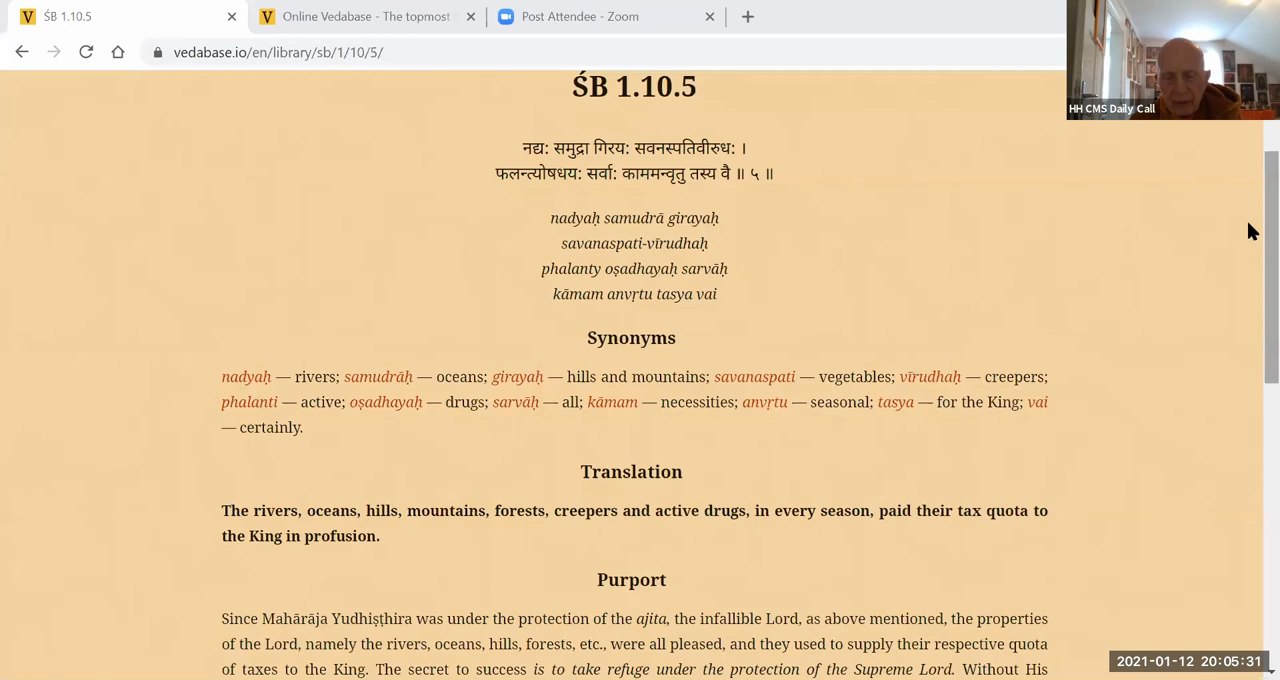 ŚB 1.10.5
Online Vedabase - The topmost
Post Attendee - Zoom
vedabase.io/en/library/sb/1/10/5/
HH CMS Daily Call
ŚB 1.10.5
नद्य: समुद्रा गिरय: सवनस्पतिवीरुध: ।
फलन्त्योषधय: सर्वा: काममन्वृतु तस्य वै ॥ ५ ॥
nadyaḥ samudrā girayaḥ
savanaspati-vīrudhaḥ
phalanty oṣadhayaḥ sarvāḥ
kāmam anvṛtu tasya vai
Synonyms
nadyaḥ — rivers; samudrāḥ — oceans; girayaḥ — hills and mountains; savanaspati — vegetables; vīrudhaḥ — creepers;
phalanti — active; oṣadhayaḥ — drugs; sarvāḥ — all; kāmam — necessities; anvṛtu — seasonal; tasya — for the King; vai
— certainly.
Translation
The rivers, oceans, hills, mountains, forests, creepers and active drugs, in every season, paid their tax quota to
the King in profusion.
Purport
Since Mahārāja Yudhiṣṭhira was under the protection of the ajita, the infallible Lord, as above mentioned, the properties
of the Lord, namely the rivers, oceans, hills, forests, etc., were all pleased, and they used to supply their respective quota
of taxes to the King. The secret to success is to take refuge under the protection of the Supreme Lord. Without His
2021-01-12 20:05:31